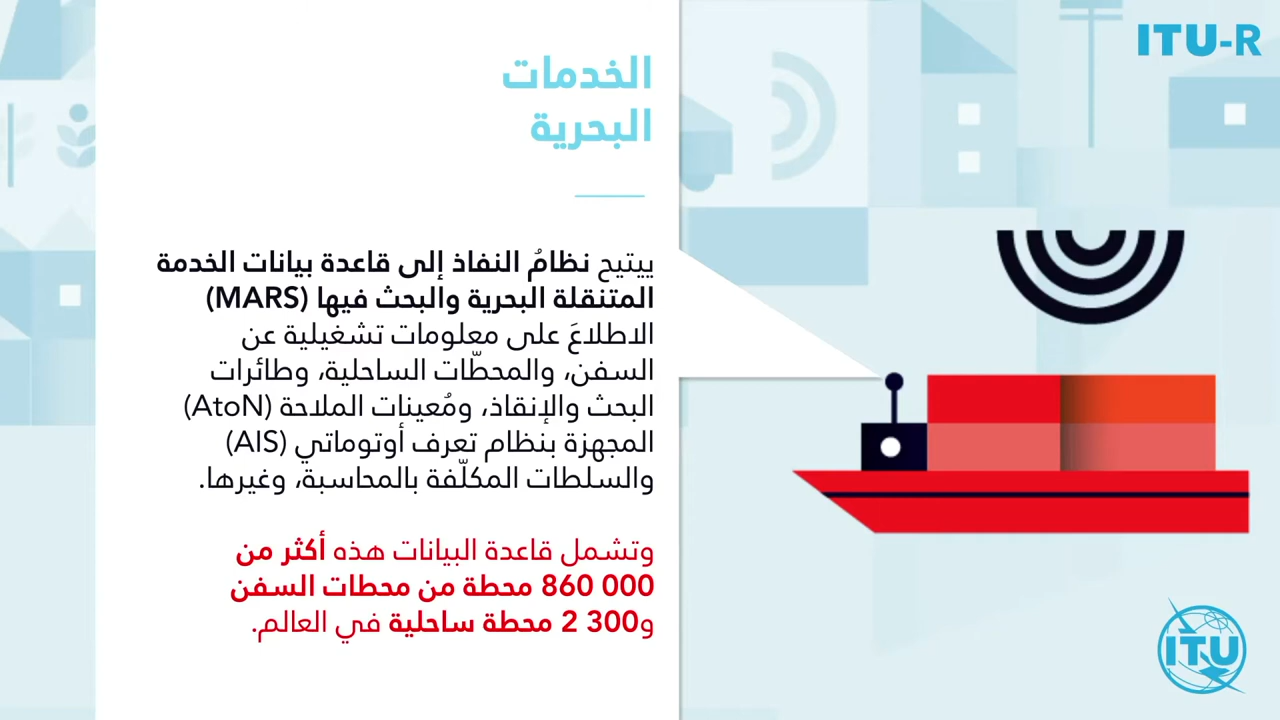 ITU-R
الخدمات
البحرية
ييتيح نظامُ النفاذ إلى قاعدة بيانات الخدمة
المتنقلة البحرية والبحث فيها (MARS)
الاطلاعَ على معلومات تشغيلية عن
السفن، والمحطّات الساحلية، وطائرات
البحث والإنقاذ، ومُعينات الملاحة (AtoN)
المجهزة بنظام تعرف أوتوماتي (AIS)
والسلطات المكلّفة بالمحاسبة، وغيرها.
وتشمل قاعدة البيانات هذه أكثر من
860 000 محطة من محطات السفن
و2 300 محطة ساحلية في العالم.
ITU